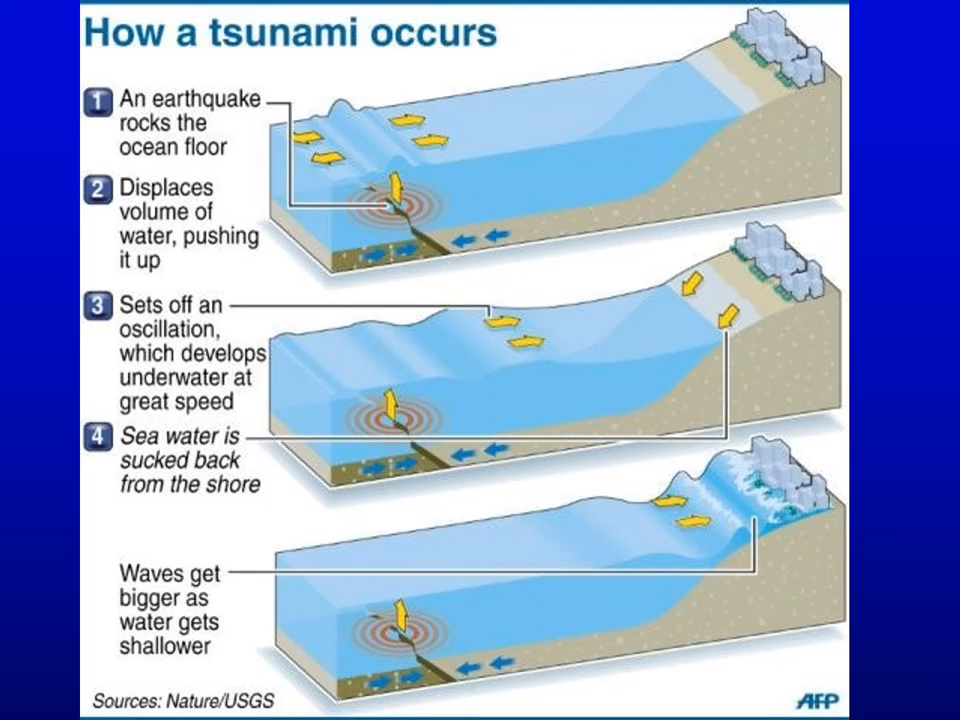 How a tsunami occurs
1 An earthquake
rocks the
ocean floor
2 Displaces
volume of
water, pushing
it up
3 Sets off an
oscillation,
which develops
underwater at
great speed
4 Sea water is
sucked back
from the shore
Waves get
bigger as
water gets
shallower
Sources: Nature/USGS
AFP